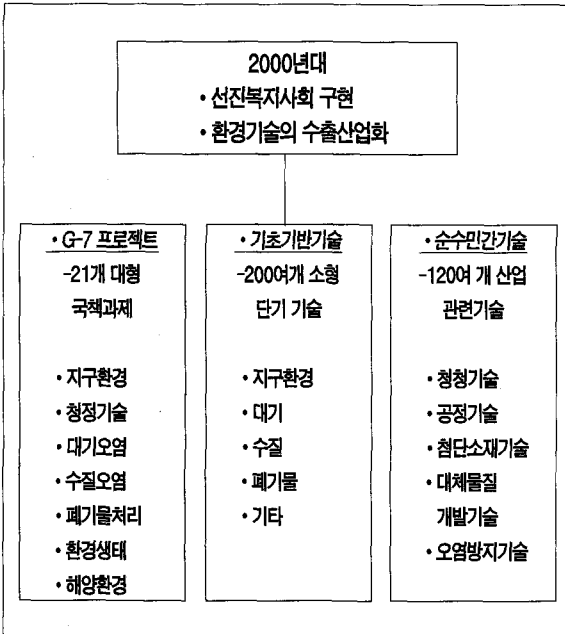 2000년대
• 선진복지사회 구현
• 환경기술의 수출산업화
• G-7 프로젝트
-21개 대형
국책과제
• 지구환경
• 청정기술
• 대기오염
• 수질오염
• 폐기물처리
• 환경생태
• 해양환경
• 기초기반기술
-200여개 소형
단기 기술
• 지구환경
• 대기
• 수질
• 폐기물
• 기타
• 순수민간기술
-120여 개 산업
관련기술
• 청청기술
• 공정기술
• 첨단소재기술
• 대체물질
개발기술
• 오염방지기술